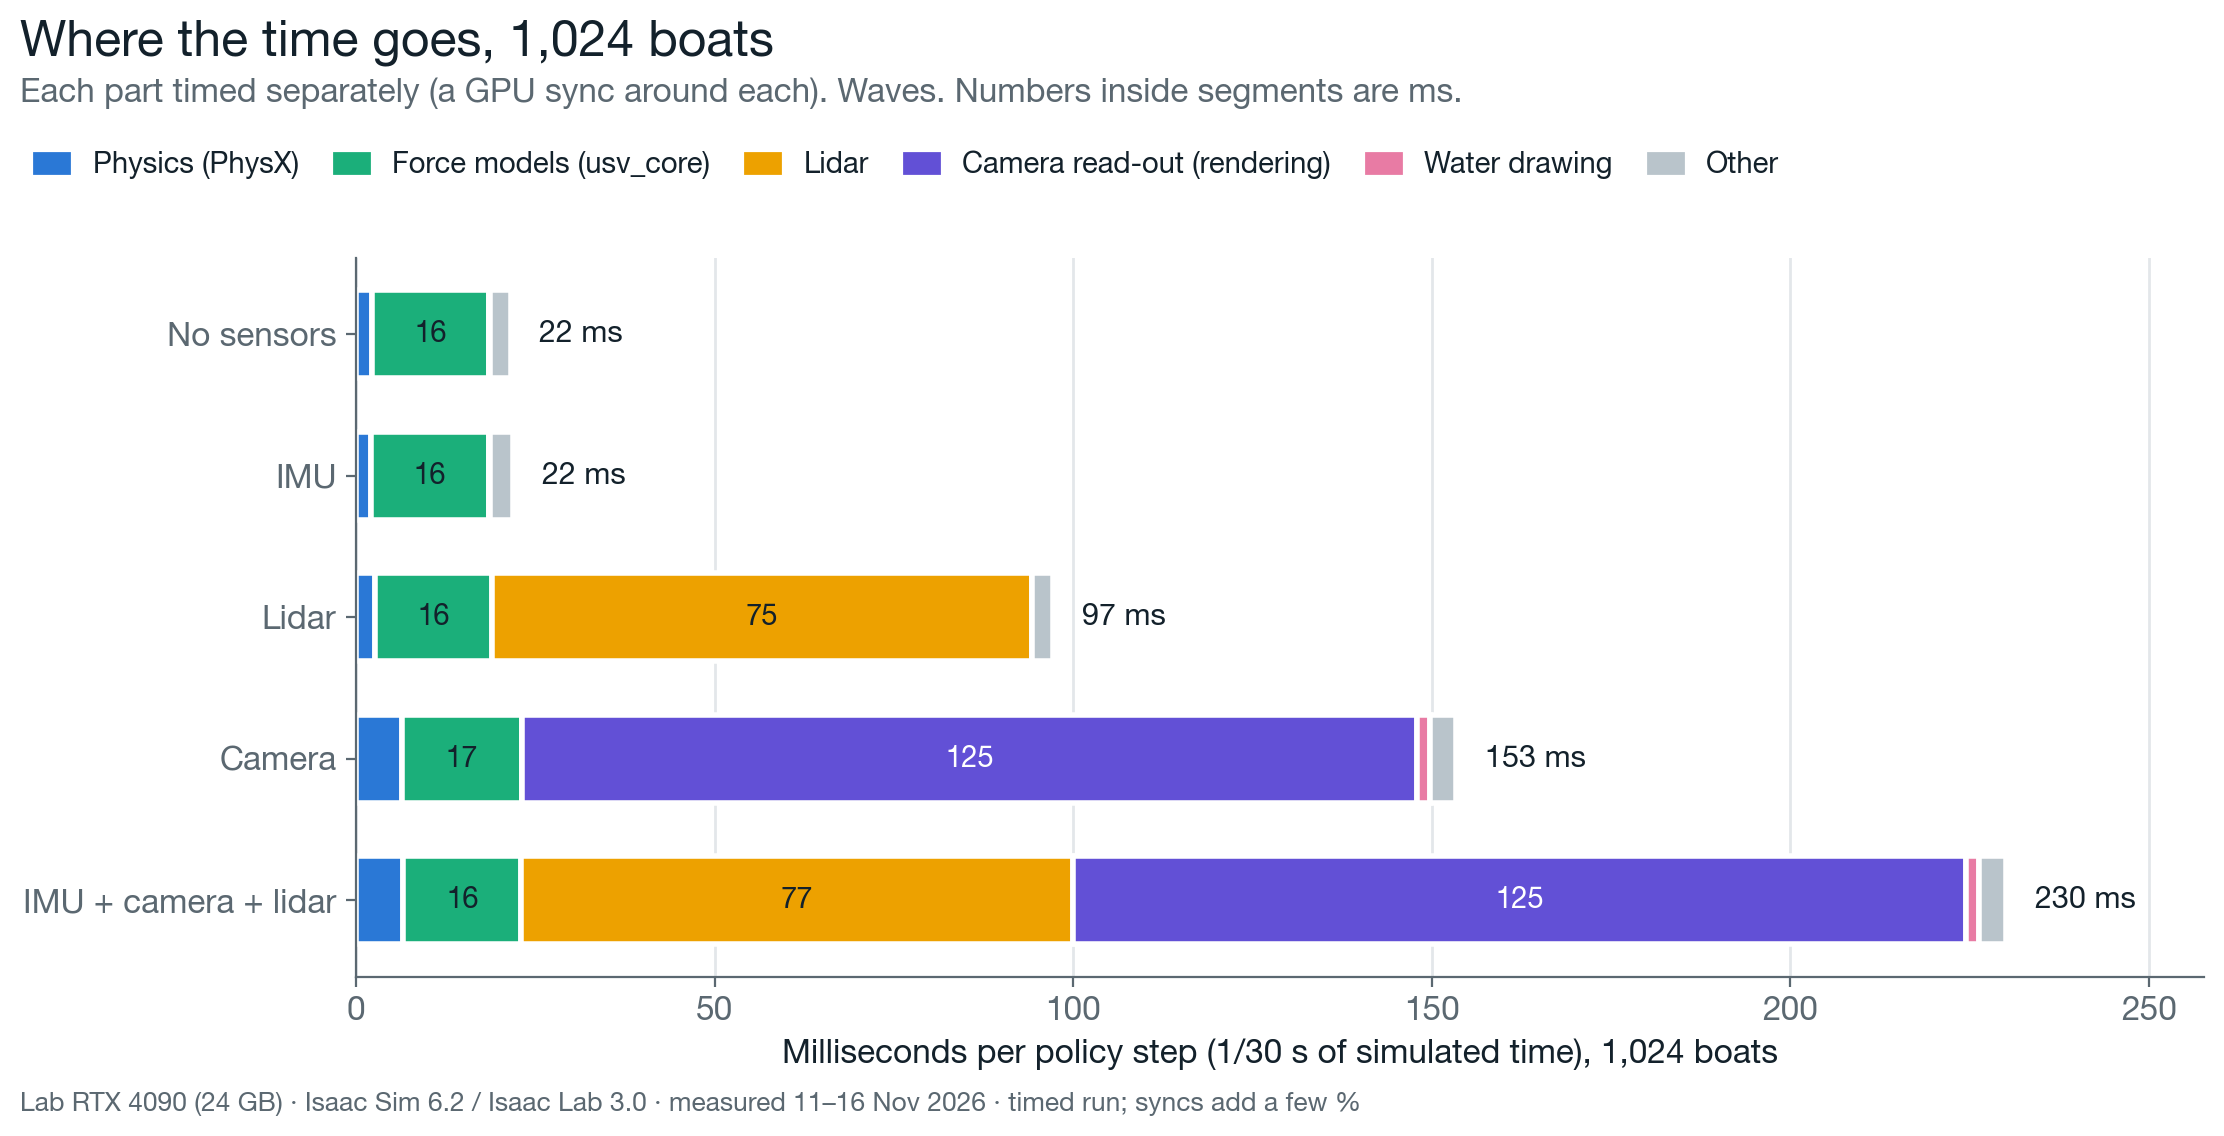 Where the time goes, 1,024 boats
Each part timed separately (a GPU sync around each). Waves. Numbers inside segments are ms.
Physics (PhysX) Force models (usv_core) Lidar Camera read-out (rendering) Water drawing Other
No sensors 16 22 ms
IMU 16 22 ms
Lidar 16 75 97 ms
Camera 17 125 153 ms
IMU + camera + lidar 16 77 125 230 ms
0 50 100 150 200 250
Milliseconds per policy step (1/30 s of simulated time), 1,024 boats
Lab RTX 4090 (24 GB) · Isaac Sim 6.2 / Isaac Lab 3.0 · measured 11–16 Nov 2026 · timed run; syncs add a few %